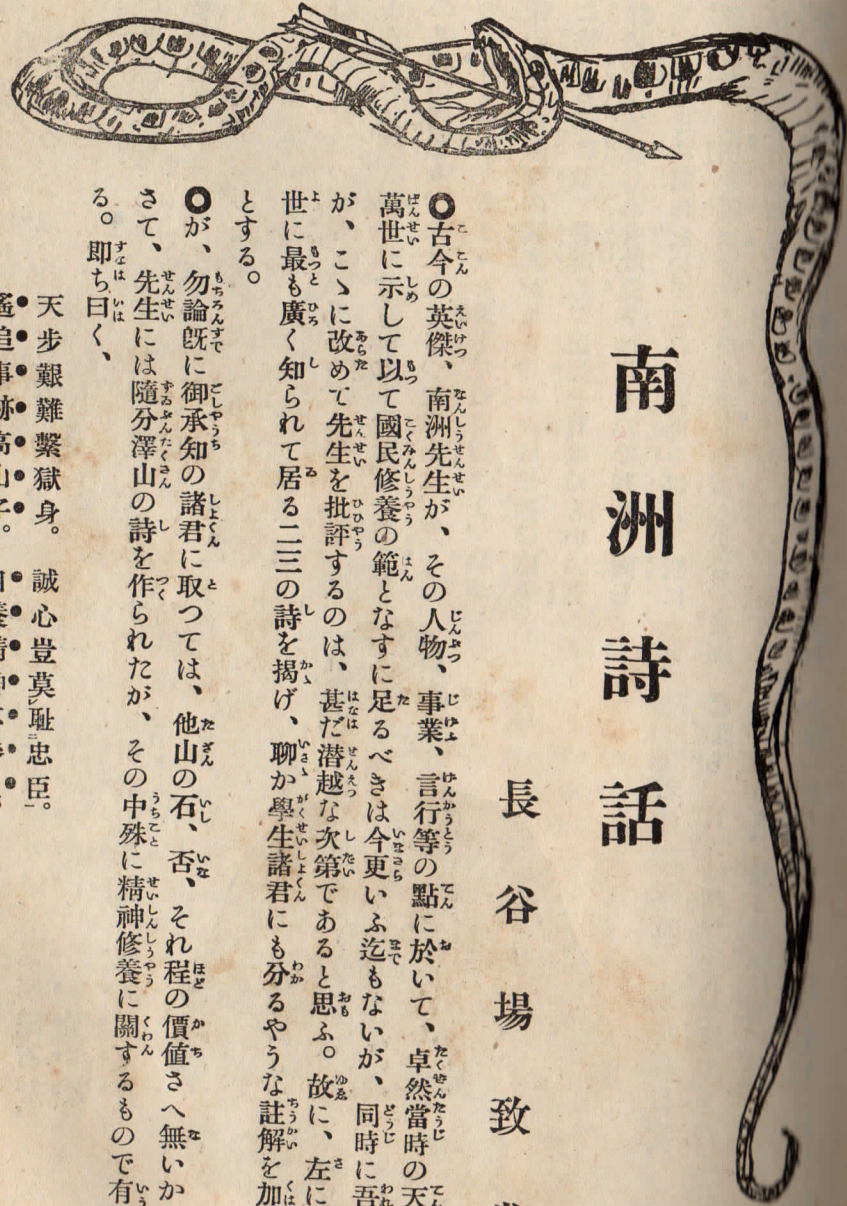 南洲詩話
長谷場致
◎古今の英傑、南洲先生が、その人物、事業、言行等の點に於いて、卓然當時の天
萬世に示して以て國民修養の範となすに足るべきは今更いふ迄もないが、同時に吾
が、こゝに改めて先生を批評するのは、甚だ潜越な次第であると思ふ。故に、左に
世に最も廣く知られて居る二三の詩を揭げ、聊か學生諸君にも分るやうな註解を加
とする。
◎が、勿論旣に御承知の諸君に取つては、他山の石、否、それ程の價値さへ無いか
さて、先生には隨分澤山の詩を作られたが、その中殊に精神修養に關するもので有
る。卽ち曰く、
天步艱難繫獄身。誠心豈莫耻忠臣。
遙追事跡高山子。